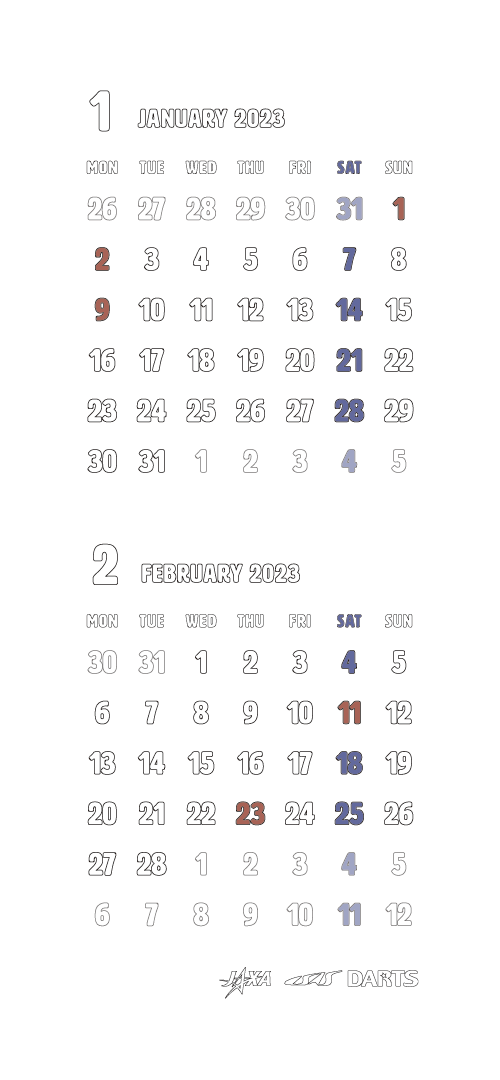 1 JANUARY 2023
MON TUE WED THU FRI SAT SUN
26 27 28 29 30 31 1
2 3 4 5 6 7 8
9 10 11 12 13 14 15
16 17 18 19 20 21 22
23 24 25 26 27 28 29
30 31 1 2 3 4 5
2 FEBRUARY 2023
MON TUE WED THU FRI SAT SUN
30 31 1 2 3 4 5
6 7 8 9 10 11 12
13 14 15 16 17 18 19
20 21 22 23 24 25 26
27 28 1 2 3 4 5
6 7 8 9 10 11 12
JAXA ISAS DARTS